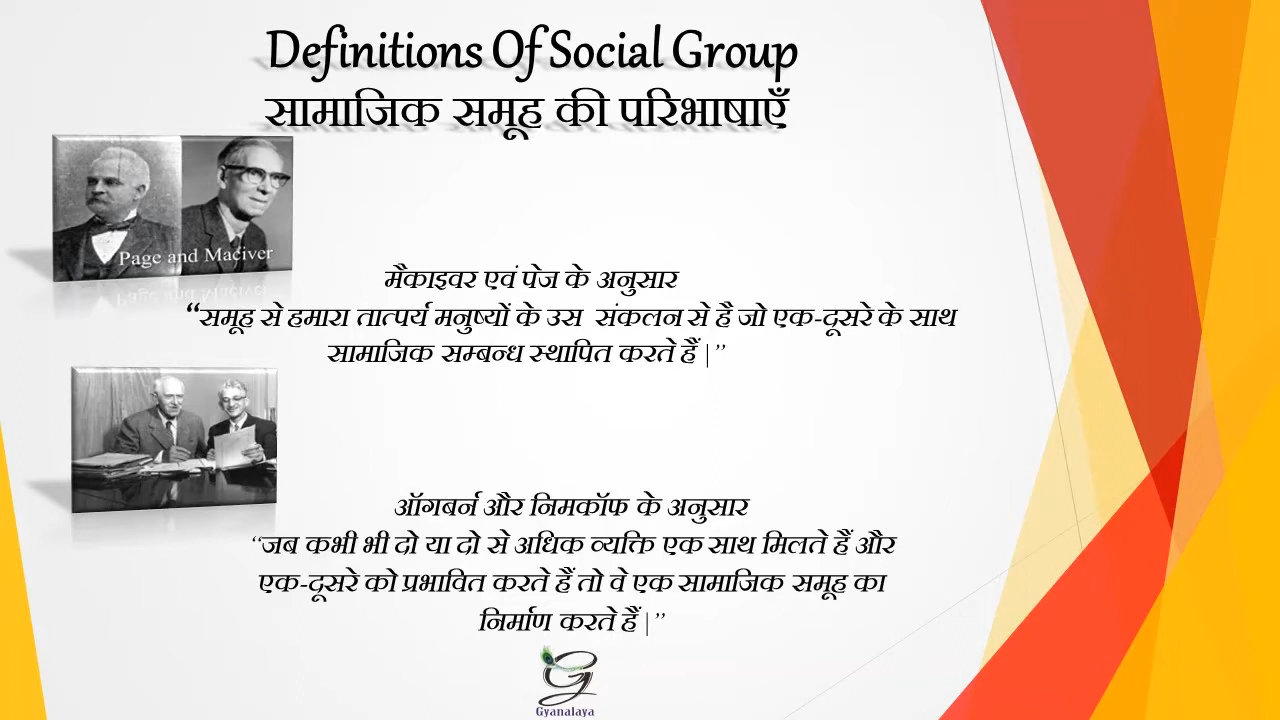 Definitions Of Social Group
सामाजिक समूह की परिभाषाएँ
Page and Maciver
मैकाइवर एवं पेज के अनुसार
“समूह से हमारा तात्पर्य मनुष्यों के उस संकलन से है जो एक-दूसरे के साथ
सामाजिक सम्बन्ध स्थापित करते हैं|”
ऑगबर्न और निमकॉफ के अनुसार
“जब कभी भी दो या दो से अधिक व्यक्ति एक साथ मिलते हैं और
एक-दूसरे को प्रभावित करते हैं तो वे एक सामाजिक समूह का
निर्माण करते हैं|”
Gyanalaya